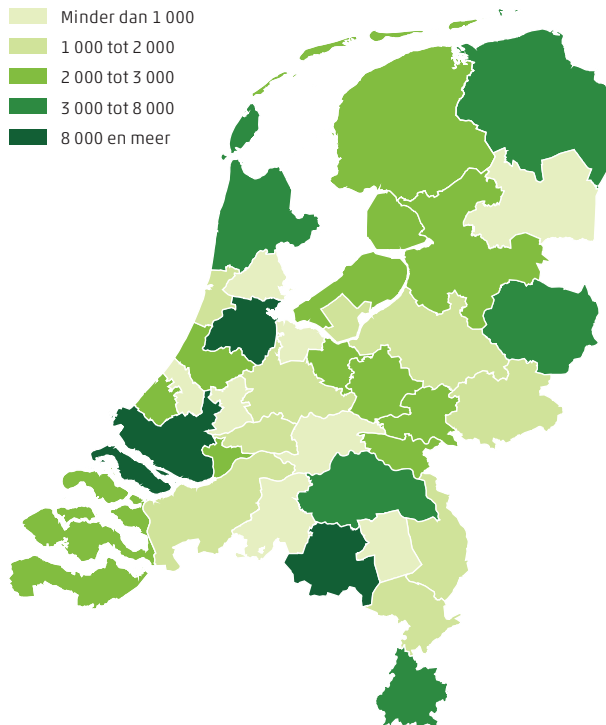 Minder dan 1 000
1 000 tot 2 000
2 000 tot 3 000
3 000 tot 8 000
8 000 en meer